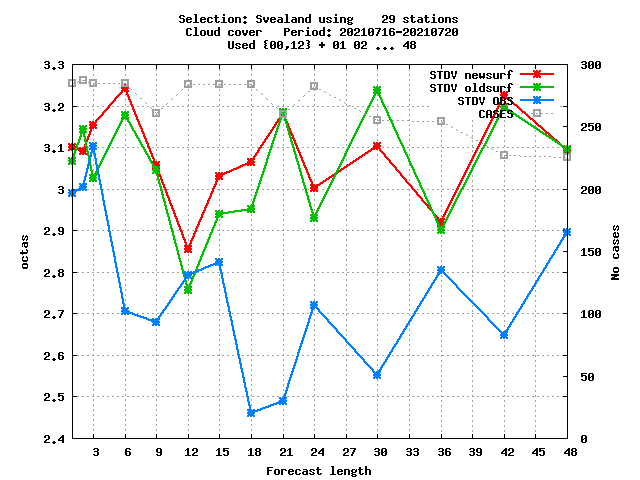 Selection: Svealand using    29 stations
Cloud cover   Period: 20210716-20210720
Used {00,12} + 01 02 ... 48
STDV newsurf
STDV oldsurf
STDV OBS
CASES
3,3
3,2
3,1
3
2,9
2,8
2,7
2,6
2,5
2,4
300
250
200
150
100
50
0
octas
No cases
3 6 9 12 15 18 21 24 27 30 33 36 39 42 45 48
Forecast length